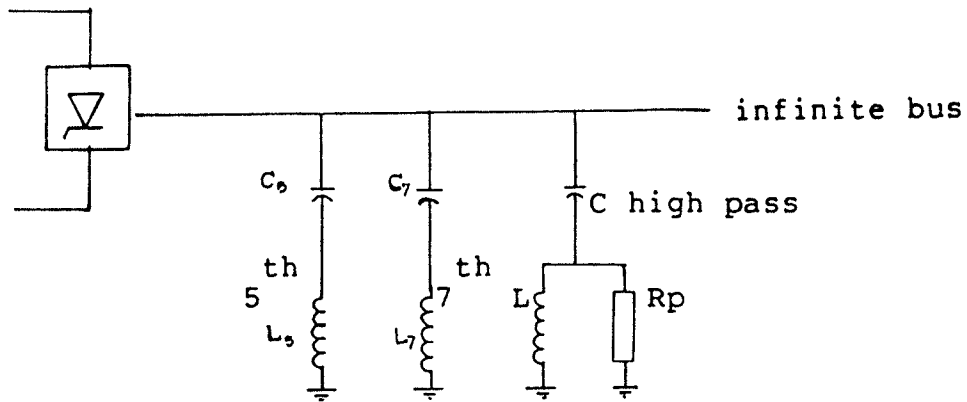 infinite bus
C₅
C₇
C high pass
th
5
th
7
L
Rp
L₅
L₇